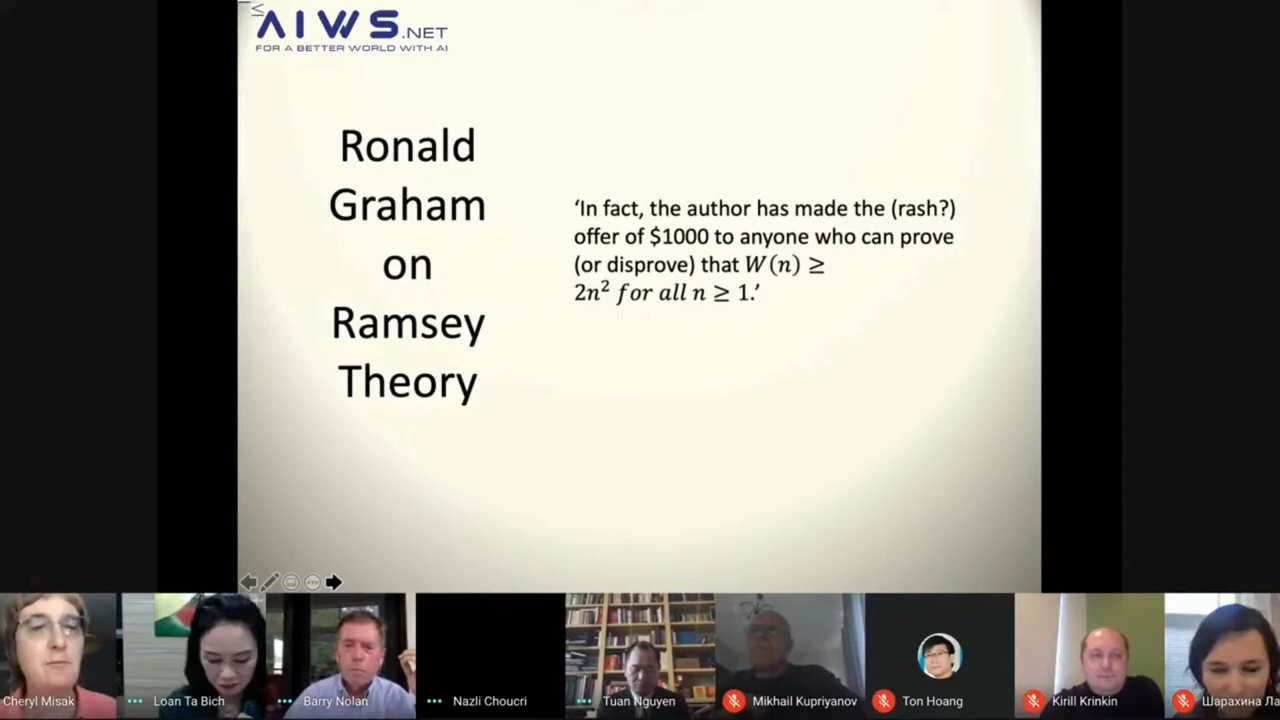 AIWS.NET
FOR A BETTER WORLD WITH AI
Ronald
Graham
on
Ramsey
Theory
‘In fact, the author has made the (rash?)
offer of $1000 to anyone who can prove
(or disprove) that W(n) ≥
2n² for all n ≥ 1.’
Cheryl Misak
Loan Ta Bich
Barry Nolan
Nazli Choucri
Tuan Nguyen
Mikhail Kupriyanov
Ton Hoang
Kirill Krinkin
Шарахина Ла